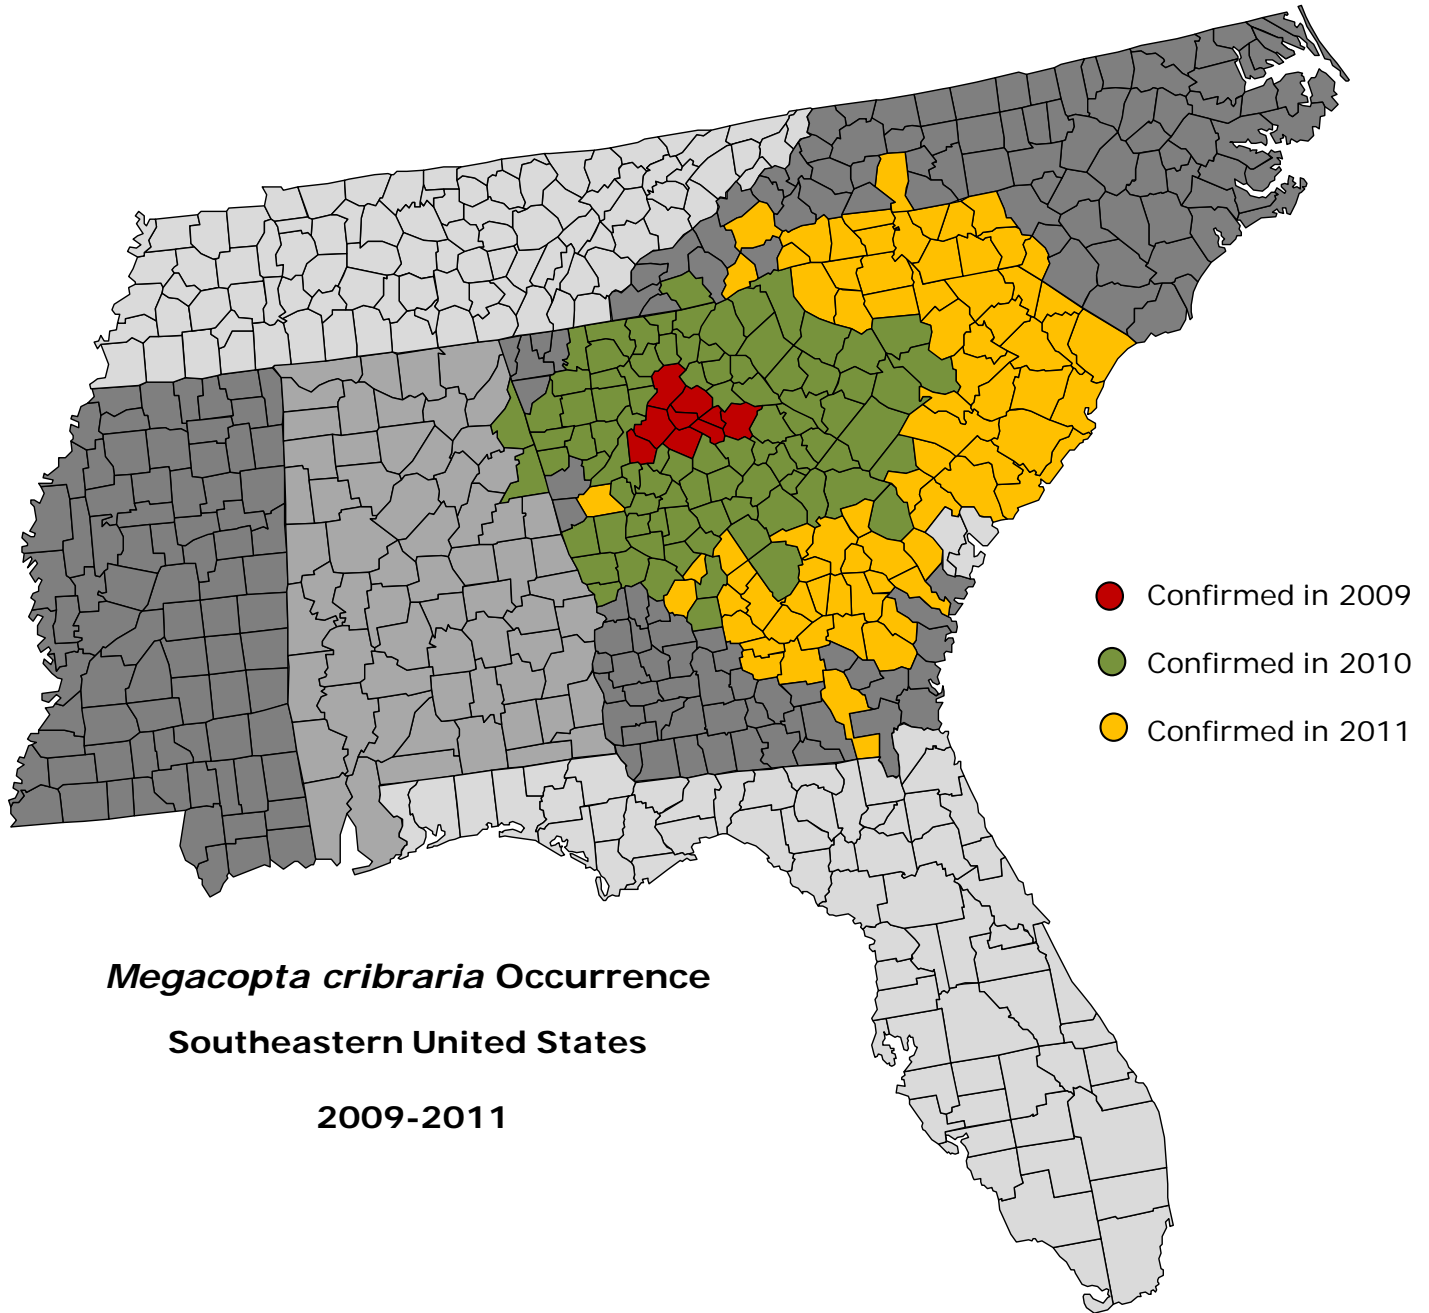 Confirmed in 2009
Confirmed in 2010
Confirmed in 2011
Megacopta cribraria Occurrence
Southeastern United States
2009-2011